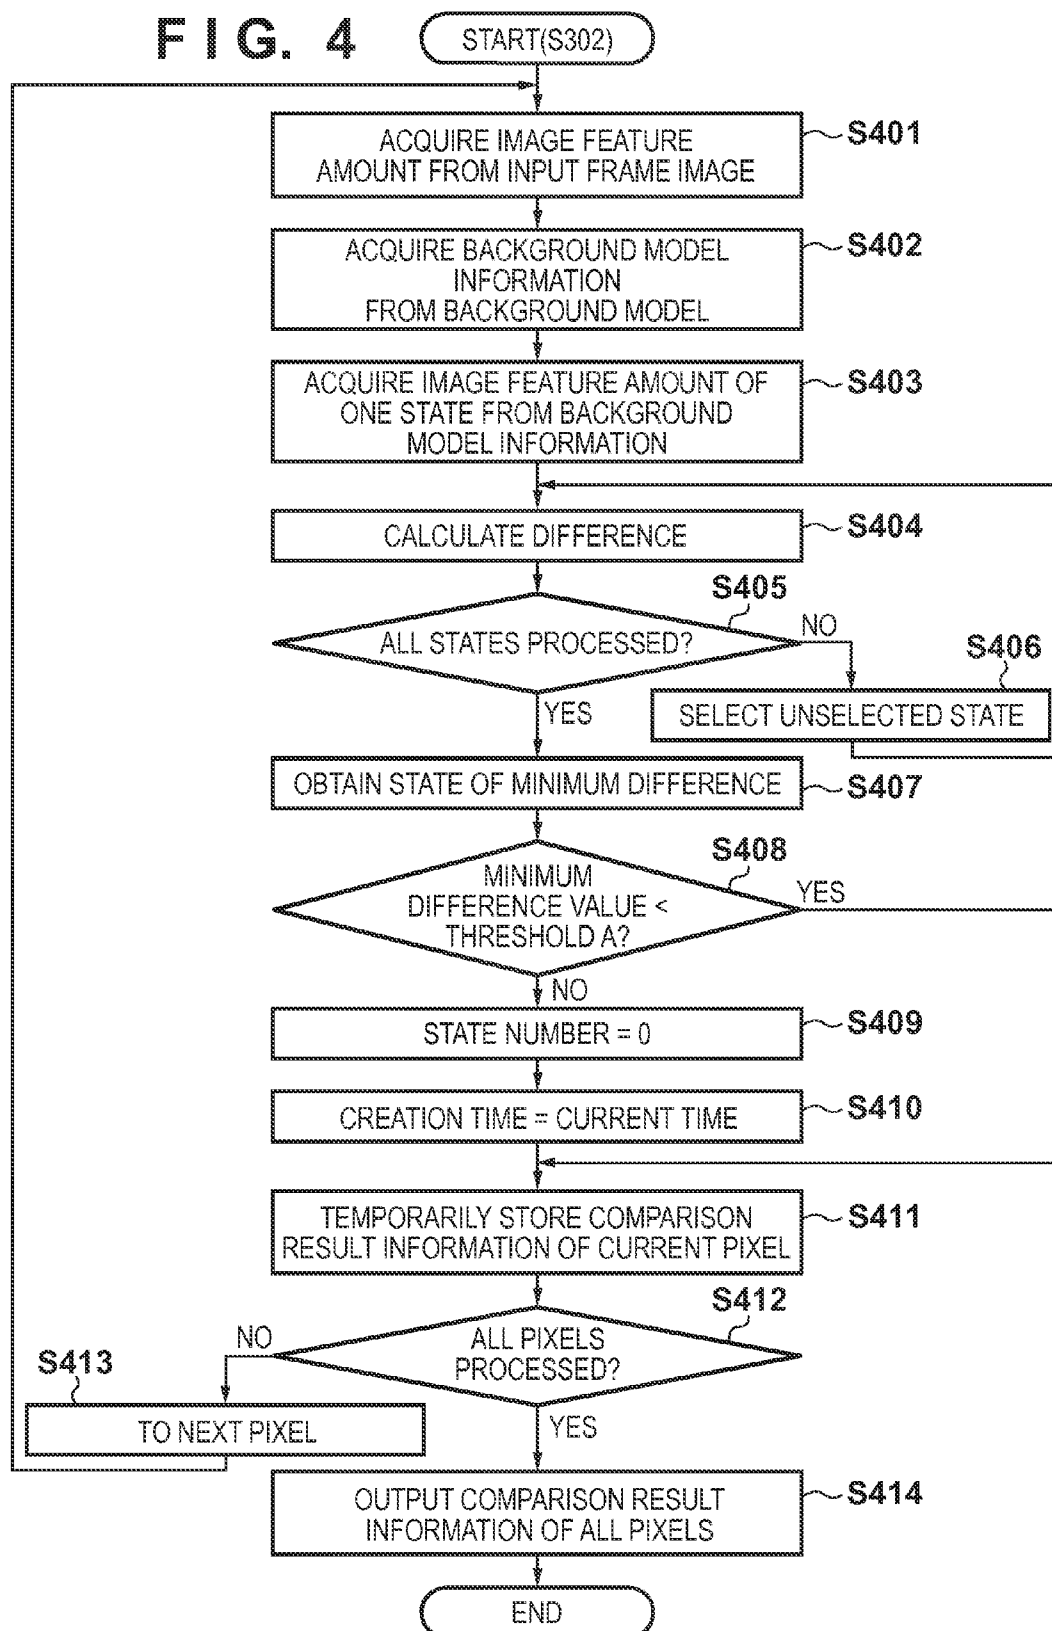 FIG. 4
START(S302)
ACQUIRE IMAGE FEATURE
AMOUNT FROM INPUT FRAME IMAGE
S401
ACQUIRE BACKGROUND MODEL
INFORMATION
FROM BACKGROUND MODEL
S402
ACQUIRE IMAGE FEATURE AMOUNT OF
ONE STATE FROM BACKGROUND
MODEL INFORMATION
S403
CALCULATE DIFFERENCE
S404
S405
ALL STATES PROCESSED?
NO
S406
SELECT UNSELECTED STATE
YES
OBTAIN STATE OF MINIMUM DIFFERENCE
S407
S408
MINIMUM
DIFFERENCE VALUE <
THRESHOLD A?
YES
NO
STATE NUMBER = 0
S409
CREATION TIME = CURRENT TIME
S410
TEMPORARILY STORE COMPARISON
RESULT INFORMATION OF CURRENT PIXEL
S411
S412
ALL PIXELS
PROCESSED?
NO
S413
TO NEXT PIXEL
YES
OUTPUT COMPARISON RESULT
INFORMATION OF ALL PIXELS
S414
END